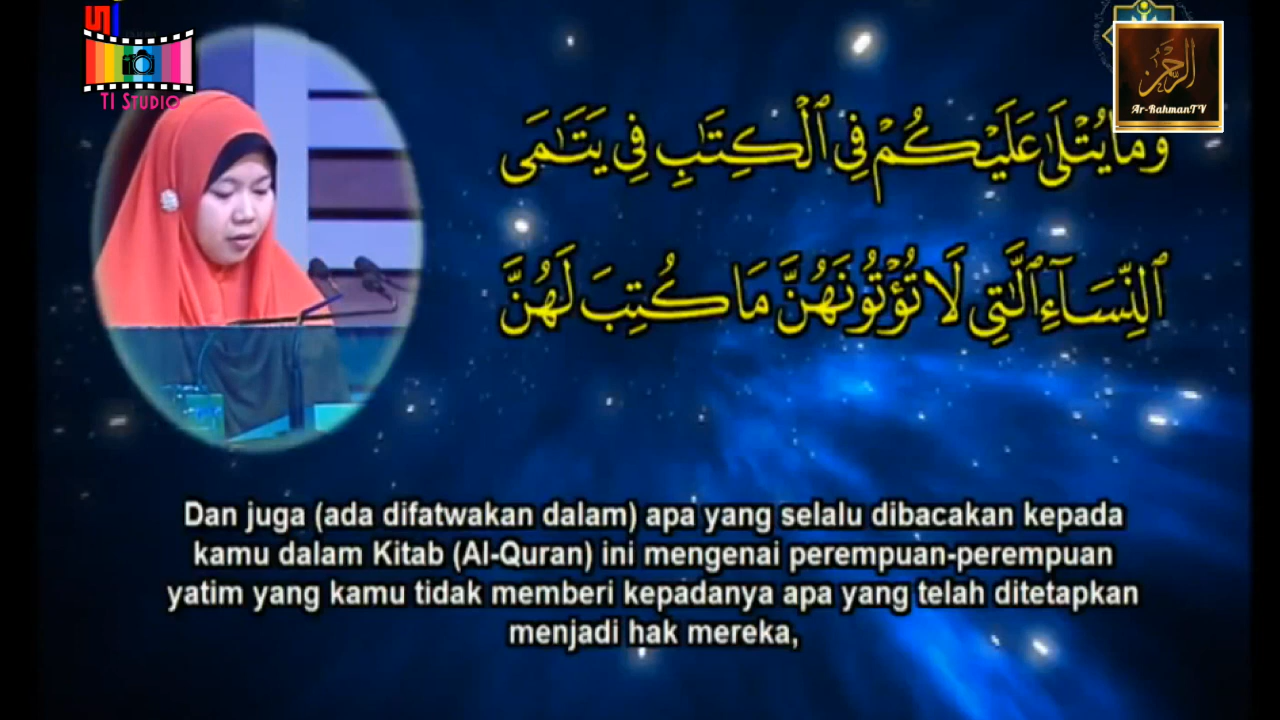 TI STUDIO
الرحمن
Ar-RahmanTV
وَمَا يُتْلَىٰ عَلَيْكُمْ فِى ٱلْكِتَٰبِ فِى يَتَٰمَى
ٱلنِّسَآءِ ٱلَّٰتِى لَا تُؤْتُونَهُنَّ مَا كُتِبَ لَهُنَّ
Dan juga (ada difatwakan dalam) apa yang selalu dibacakan kepada
kamu dalam Kitab (Al-Quran) ini mengenai perempuan-perempuan
yatim yang kamu tidak memberi kepadanya apa yang telah ditetapkan
menjadi hak mereka,